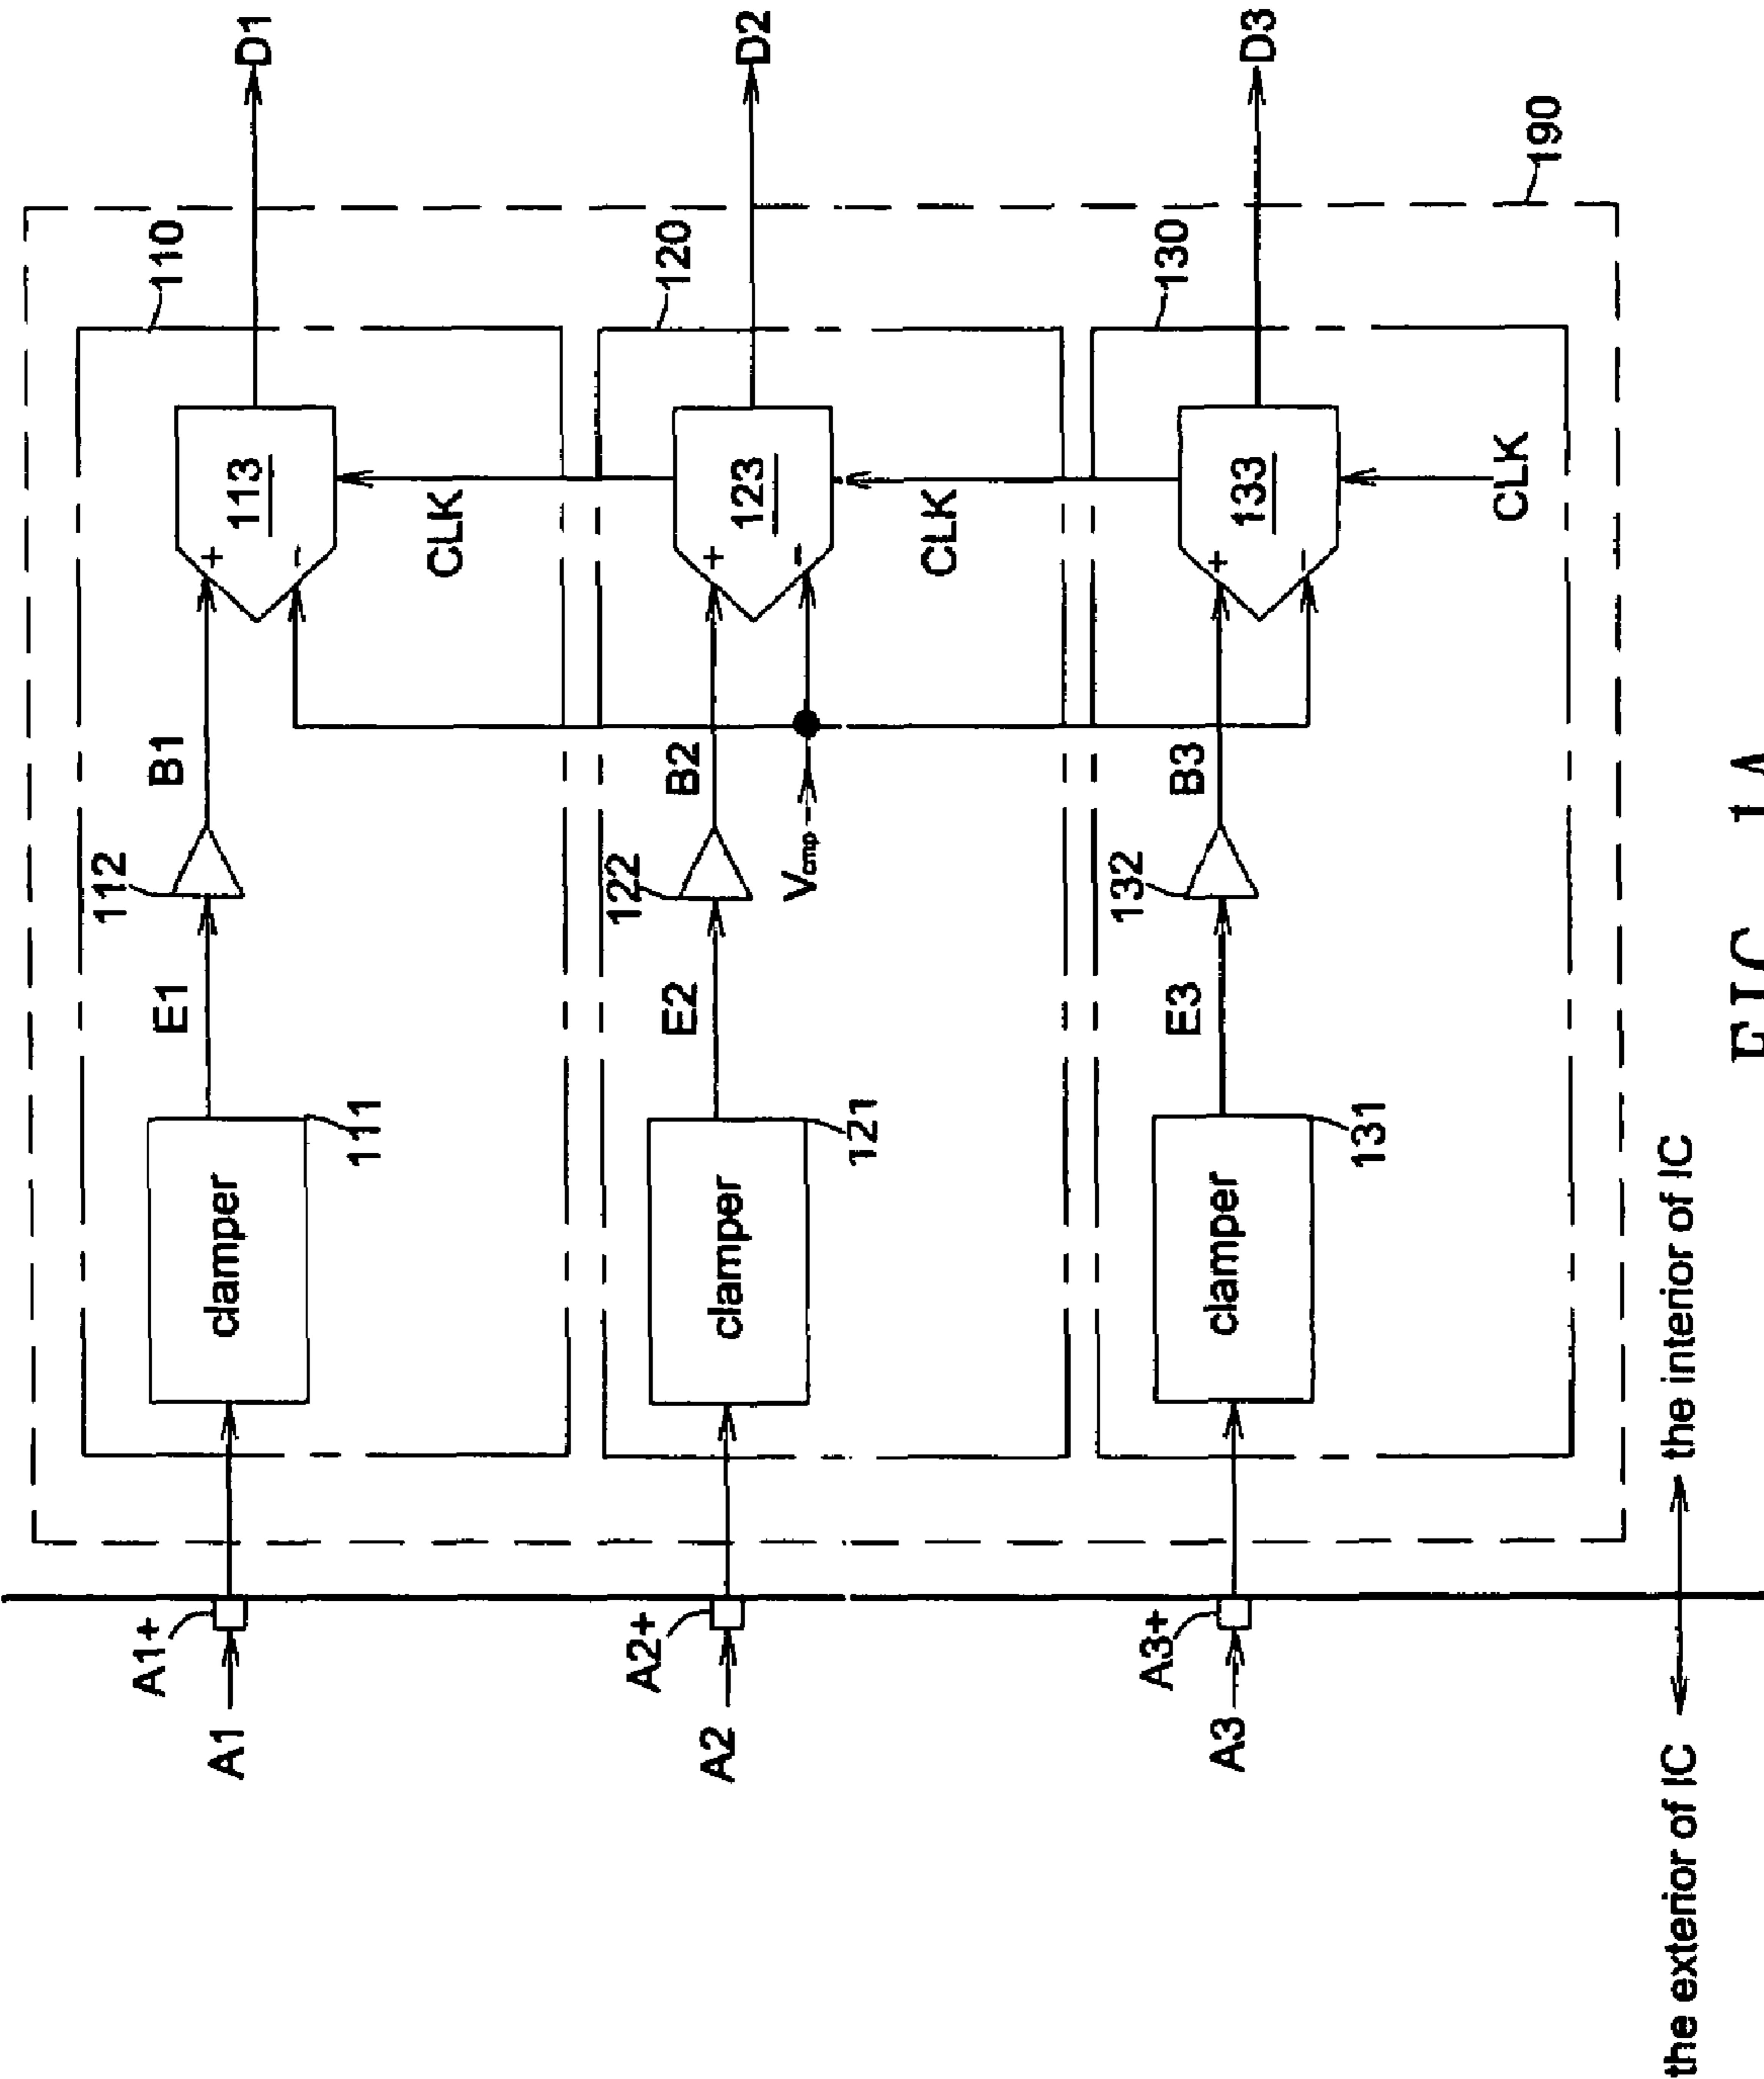 D1
D2
D3
190
110
120
130
113
123
133
+
-
+
-
+
-
CLK
CLK
CLK
B1
B2
B3
112
122
132
Vcmp
E1
E2
E3
clamper
clamper
clamper
111
121
131
A1+
A2+
A3+
A1
A2
A3
the exterior of IC
the interior of IC